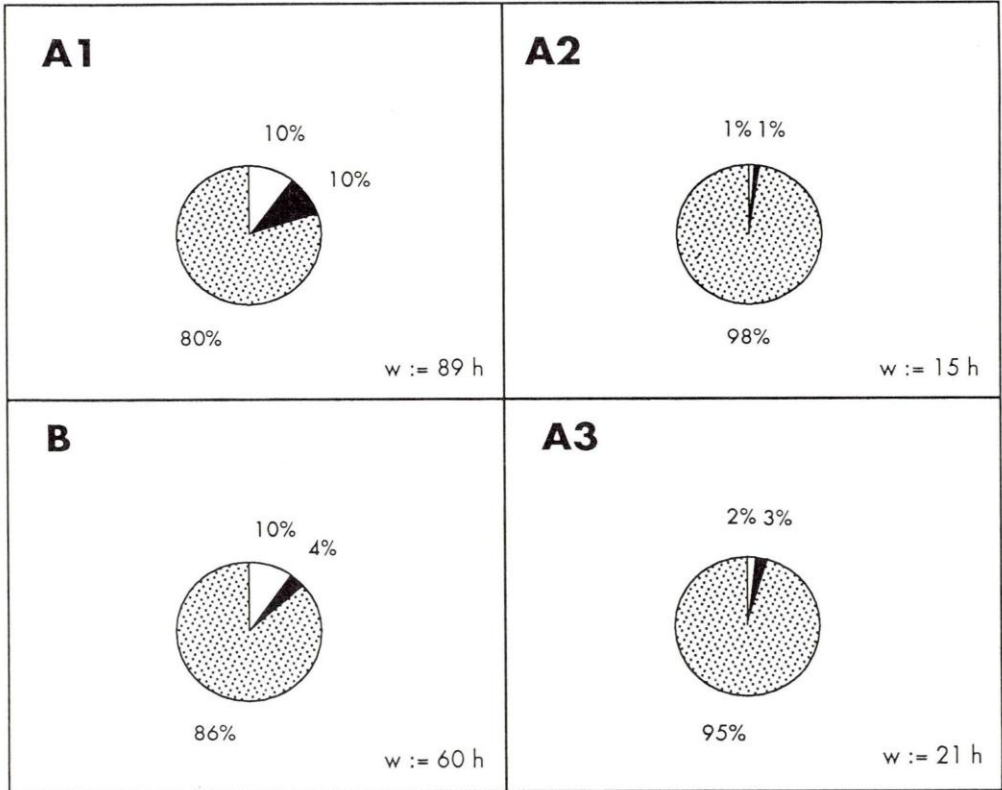 A1
10%
10%
80%
w := 89 h
A2
1% 1%
98%
w := 15 h
B
10%
4%
86%
w := 60 h
A3
2% 3%
95%
w := 21 h